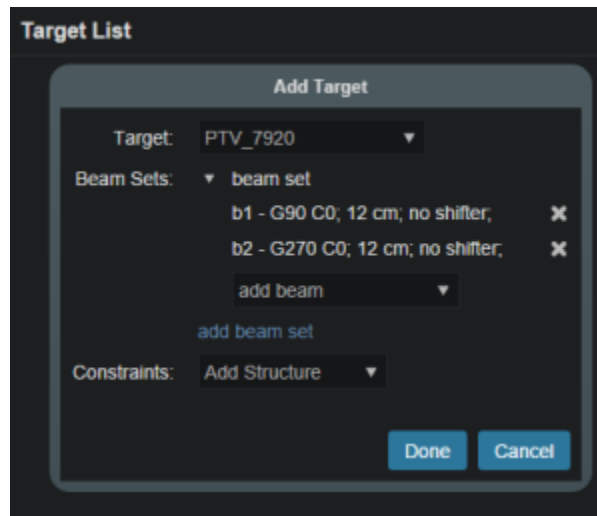 Target List
Add Target
Target: PTV_7920
Beam Sets: beam set
b1 - G90 C0; 12 cm; no shifter;
b2 - G270 C0; 12 cm; no shifter;
add beam
add beam set
Constraints: Add Structure
Done Cancel